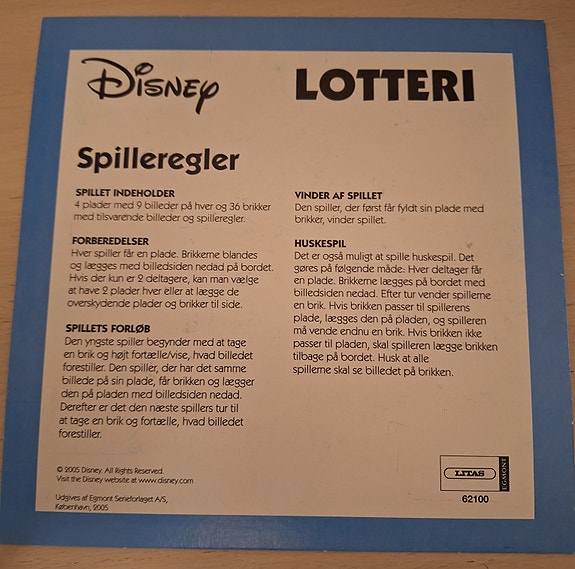 Disney
LOTTERI
Spilleregler
SPILLET INDEHOLDER
4 plader med 9 billeder på hver og 36 brikker
med tilsvarende billeder og spilleregler.
FORBEREDELSER
Hver spiller får en plade. Brikkerne blandes
og lægges med billedsiden nedad på bordet.
Hvis der kun er 2 deltagere, kan man vælge
at have 2 plader hver eller at lægge de
overskydende plader og brikker til side.
SPILLETS FORLØB
Den yngste spiller begynder med at tage
en brik og højt fortælle/vise, hvad billedet
forestiller. Den spiller, der har det samme
billede på sin plade, får brikken og lægger
den på pladen med billedsiden nedad.
Derefter er det den næste spillers tur til
at tage en brik og fortælle, hvad billedet
forestiller.
VINDER AF SPILLET
Den spiller, der først får fyldt sin plade med
brikker, vinder spillet.
HUSKESPIL
Det er også muligt at spille huskespil. Det
gøres på følgende måde: Hver deltager får
en plade. Brikkerne lægges på bordet med
billedsiden nedad. Efter tur vender spillerne
en brik. Hvis brikken passer til spillerens
plade, lægges den på pladen, og spilleren
må vende endnu en brik. Hvis brikken ikke
passer til pladen, skal spilleren lægge brikken
tilbage på bordet. Husk at alle
spillerne skal se billedet på brikken.
© 2005 Disney. All Rights Reserved.
Visit the Disney website at www.disney.com
Udgives af Egmont Serieforlaget A/S,
København, 2005
LITAS
EGMONT
62100